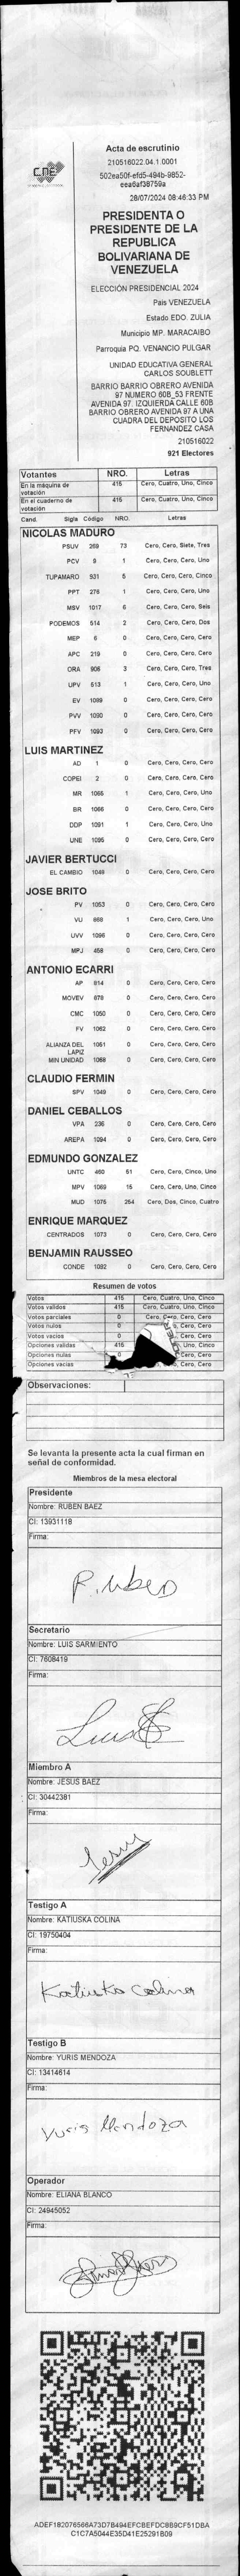 CNE
Acta de escrutinio
210516022.04.1.0001
502ea50f-efd5-494b-9852-
eea6af38759a
28/07/2024 08:46:33 PM
PRESIDENTA O
PRESIDENTE DE LA
REPUBLICA
BOLIVARIANA DE
VENEZUELA
ELECCIÓN PRESIDENCIAL 2024
Pais VENEZUELA
Estado EDO. ZULIA
Municipio MP. MARACAIBO
Parroquia PQ. VENANCIO PULGAR
UNIDAD EDUCATIVA GENERAL
CARLOS SOUBLETT
BARRIO BARRIO OBRERO AVENIDA
97 NUMERO 60B_53 FRENTE
AVENIDA 97. IZQUIERDA CALLE 60B
BARRIO OBRERO AVENIDA 97 A UNA
CUADRA DEL DEPOSITO LOS
FERNANDEZ CASA
210516022
921 Electores
Votantes NRO. Letras
En la máquina de votación 415 Cero, Cuatro, Uno, Cinco
En el cuaderno de votación 415 Cero, Cuatro, Uno, Cinco
Cand. Sigla Código NRO. Letras
NICOLAS MADURO
PSUV 269 73 Cero, Cero, Siete, Tres
PCV 9 1 Cero, Cero, Cero, Uno
TUPAMARO 931 5 Cero, Cero, Cero, Cinco
PPT 276 1 Cero, Cero, Cero, Uno
MSV 1017 6 Cero, Cero, Cero, Seis
PODEMOS 514 2 Cero, Cero, Cero, Dos
MEP 6 0 Cero, Cero, Cero, Cero
APC 219 0 Cero, Cero, Cero, Cero
ORA 906 3 Cero, Cero, Cero, Tres
UPV 613 1 Cero, Cero, Cero, Uno
EV 1089 0 Cero, Cero, Cero, Cero
PVV 1090 0 Cero, Cero, Cero, Cero
PFV 1093 0 Cero, Cero, Cero, Cero
LUIS MARTINEZ
AD 1 0 Cero, Cero, Cero, Cero
COPEI 2 0 Cero, Cero, Cero, Cero
MR 1065 1 Cero, Cero, Cero, Uno
BR 1066 0 Cero, Cero, Cero, Cero
DDP 1091 1 Cero, Cero, Cero, Uno
UNE 1095 0 Cero, Cero, Cero, Cero
JAVIER BERTUCCI
EL CAMBIO 1048 0 Cero, Cero, Cero, Cero
JOSE BRITO
PV 1053 0 Cero, Cero, Cero, Cero
VU 868 1 Cero, Cero, Cero, Uno
UVV 1096 0 Cero, Cero, Cero, Cero
MPJ 458 0 Cero, Cero, Cero, Cero
ANTONIO ECARRI
AP 814 0 Cero, Cero, Cero, Cero
MOVEV 878 0 Cero, Cero, Cero, Cero
CMC 1050 0 Cero, Cero, Cero, Cero
FV 1062 0 Cero, Cero, Cero, Cero
ALIANZA DEL LAPIZ 1061 0 Cero, Cero, Cero, Cero
MIN UNIDAD 1068 0 Cero, Cero, Cero, Cero
CLAUDIO FERMIN
SPV 1049 0 Cero, Cero, Cero, Cero
DANIEL CEBALLOS
VPA 236 0 Cero, Cero, Cero, Cero
AREPA 1094 0 Cero, Cero, Cero, Cero
EDMUNDO GONZALEZ
UNTC 460 51 Cero, Cero, Cinco, Uno
MPV 1069 15 Cero, Cero, Uno, Cinco
MUD 1075 254 Cero, Dos, Cinco, Cuatro
ENRIQUE MARQUEZ
CENTRADOS 1073 0 Cero, Cero, Cero, Cero
BENJAMIN RAUSSEO
CONDE 1082 0 Cero, Cero, Cero, Cero
Resumen de votos
Votos 415 Cero, Cuatro, Uno, Cinco
Votos validos 415 Cero, Cuatro, Uno, Cinco
Votos parciales 0 Cero, Cero, Cero, Cero
Votos nulos 0 Cero, Cero
Votos vacios 0 Cero, Cero
Opciones validas 415 Uno, Cinco
Opciones nulas 0 Cero, Cero
Opciones vacias Cero, Cero
Observaciones:
Se levanta la presente acta la cual firman en
señal de conformidad.
Miembros de la mesa electoral
Presidente
Nombre: RUBEN BAEZ
CI: 13931118
Firma:
R.uben
Secretario
Nombre: LUIS SARMIENTO
CI: 7608419
Firma:
Luis
Miembro A
Nombre: JESUS BAEZ
CI: 30442381
Firma:
Jesus
Testigo A
Nombre: KATIUSKA COLINA
CI: 19750404
Firma:
Katiuska Colina
Testigo B
Nombre: YURIS MENDOZA
CI: 13414614
Firma:
Yuris Mendoza
Operador
Nombre: ELIANA BLANCO
CI: 24945052
Firma:
ADEF182076566A73D7B494EFCBEFDC8B9CF51DBA
C1C7A5044E35D41E25291B09